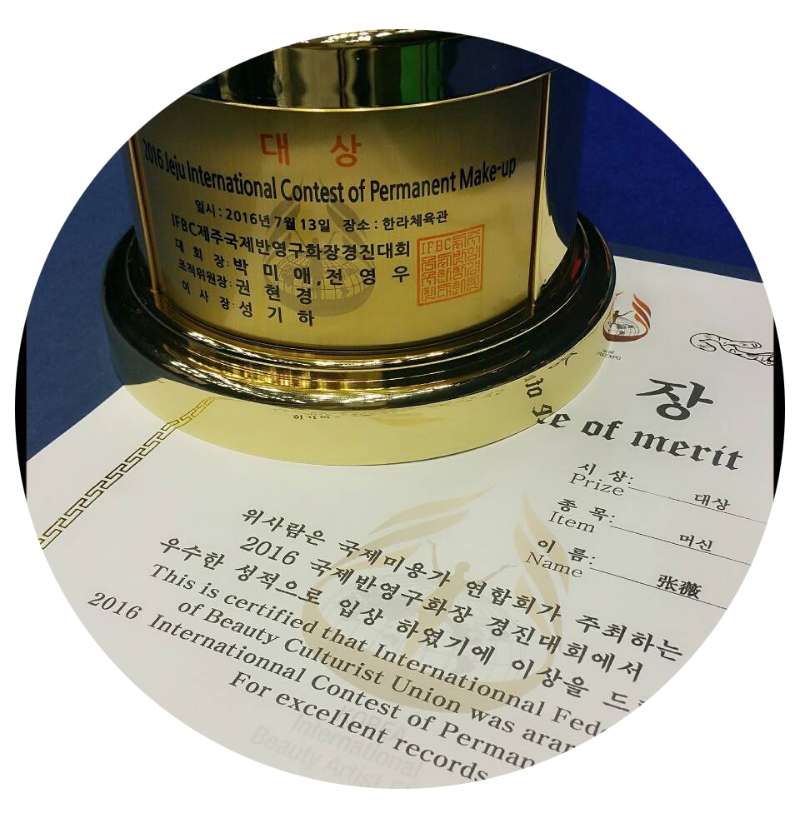 대 상
2016 Jeju International Contest of Permanent Make-up
일시 : 2016년 7월 13일 장소 : 한라체육관
IFBC제주국제반영구화장경진대회
대 회 장: 박 미 애, 전 영 우
조직위원장: 권 현 경
이 사 장: 성 기 하
IFBC
장
of merit
시 상: 대상
Prize
종 목: 머신
Item
이 름: 张薇
Name
위사람은 국제미용가 연합회가 주최하는
2016 국제반영구화장 경진대회에서
우수한 성적으로 입상 하였기에 이상을
This is certified that Internationnal
of Beauty Culturist Union was
2016 Internationnal Contest of
For excellent records
International
Beauty Artist